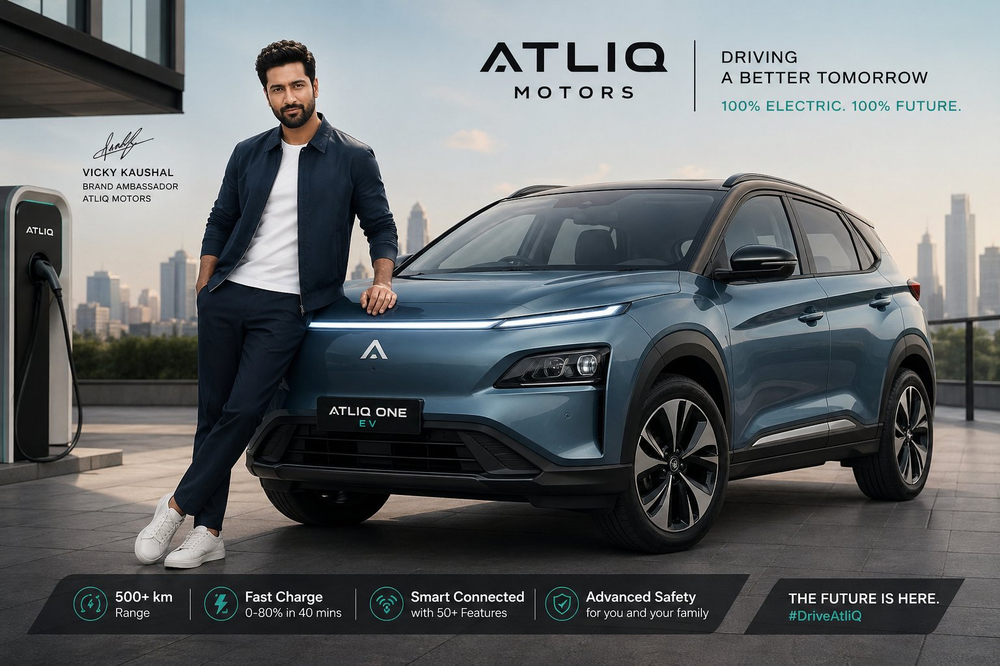 ATLIQ
MOTORS
DRIVING
A BETTER TOMORROW
100% ELECTRIC. 100% FUTURE.
VICKY KAUSHAL
BRAND AMBASSADOR
ATLIQ MOTORS
ATLIQ
ATLIQ ONE
EV
500+ km
Range
Fast Charge
0-80% in 40 mins
Smart Connected
with 50+ Features
Advanced Safety
for you and your family
THE FUTURE IS HERE.
#DriveAtliQ